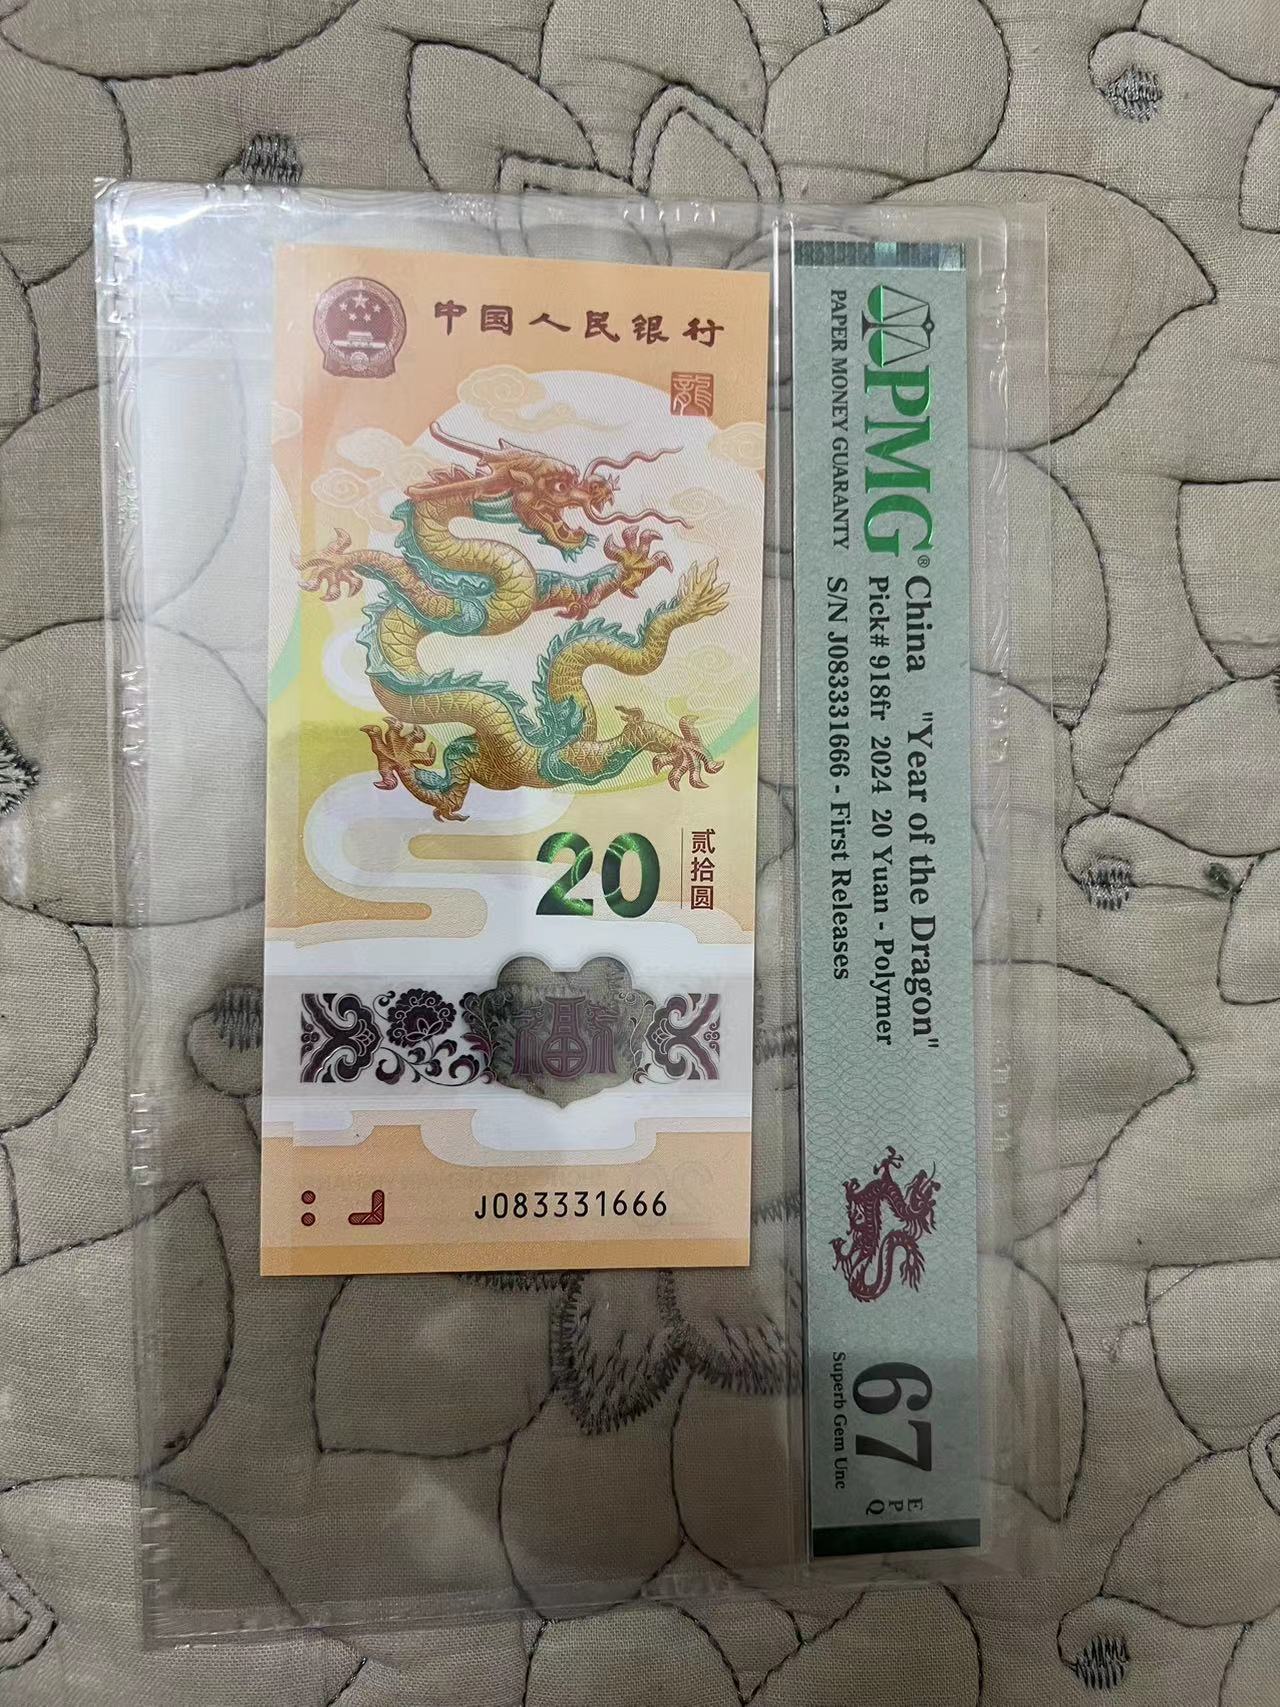 中国人民银行
龍
20
贰拾圆
福
J083331666
PMG®
PAPER MONEY GUARANTY
China "Year of the Dragon"
Pick# 918fr 2024 20 Yuan - Polymer
S/N J083331666 - First Releases
67
EPQ
Superb Gem Unc